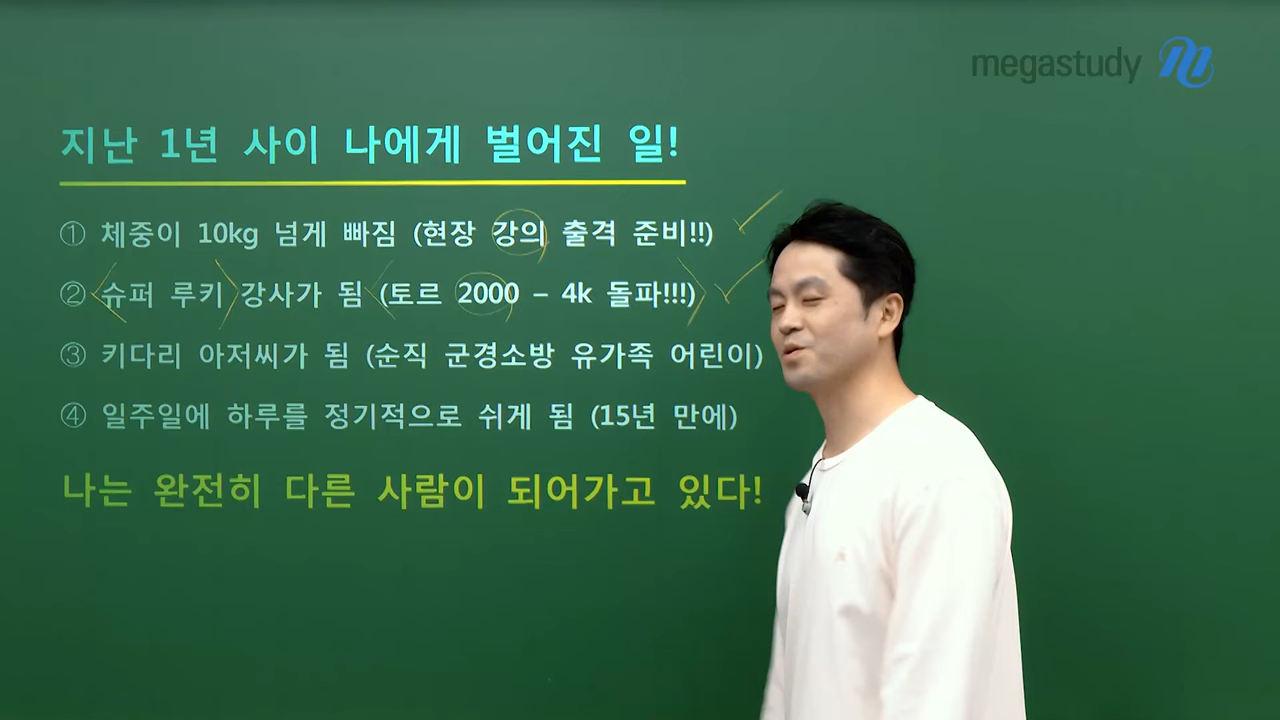 megastudy
지난 1년 사이 나에게 벌어진 일!
① 체중이 10kg 넘게 빠짐 (현장 강의 출격 준비!!)
② 슈퍼 루키 강사가 됨 (토르 2000 – 4k 돌파!!!)
③ 키다리 아저씨가 됨 (순직 군경소방 유가족 어린이)
④ 일주일에 하루를 정기적으로 쉬게 됨 (15년 만에)
나는 완전히 다른 사람이 되어가고 있다!